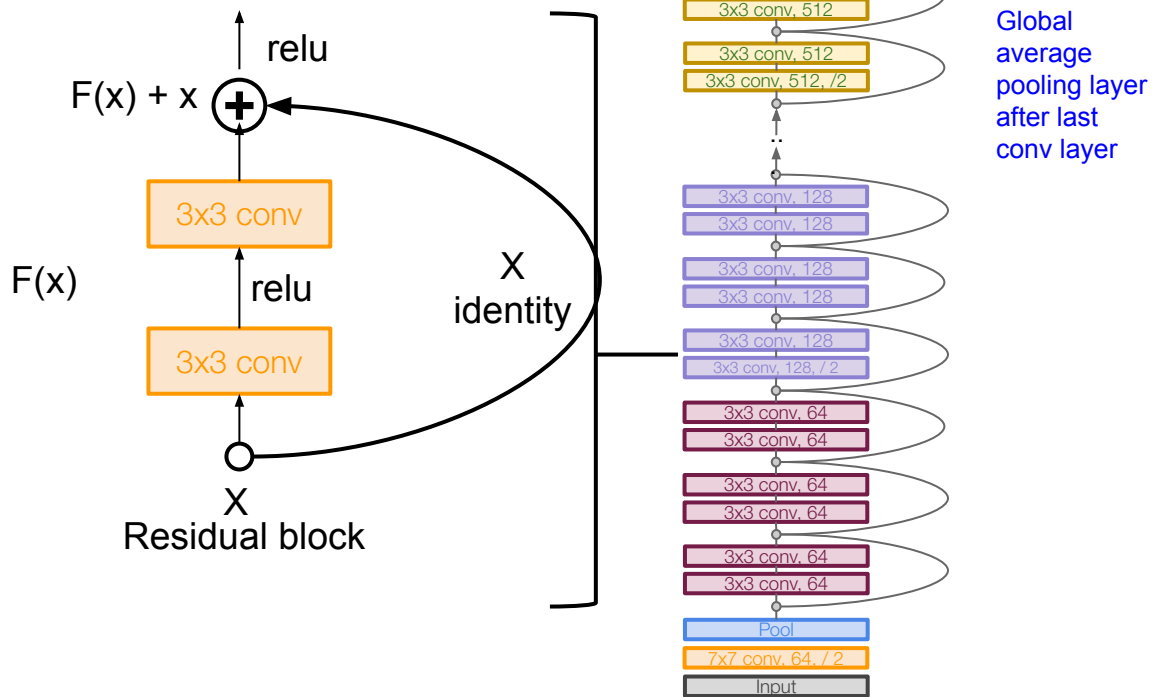 relu
F(x) + x
3x3 conv
F(x)
relu
X
identity
3x3 conv
X
Residual block
3x3 conv, 512
3x3 conv, 512
3x3 conv, 512, /2
..
3x3 conv, 128
3x3 conv, 128
3x3 conv, 128
3x3 conv, 128
3x3 conv, 128
3x3 conv, 128, / 2
3x3 conv, 64
3x3 conv, 64
3x3 conv, 64
3x3 conv, 64
3x3 conv, 64
3x3 conv, 64
Pool
7x7 conv, 64, / 2
Input
Global
average
pooling layer
after last
conv layer